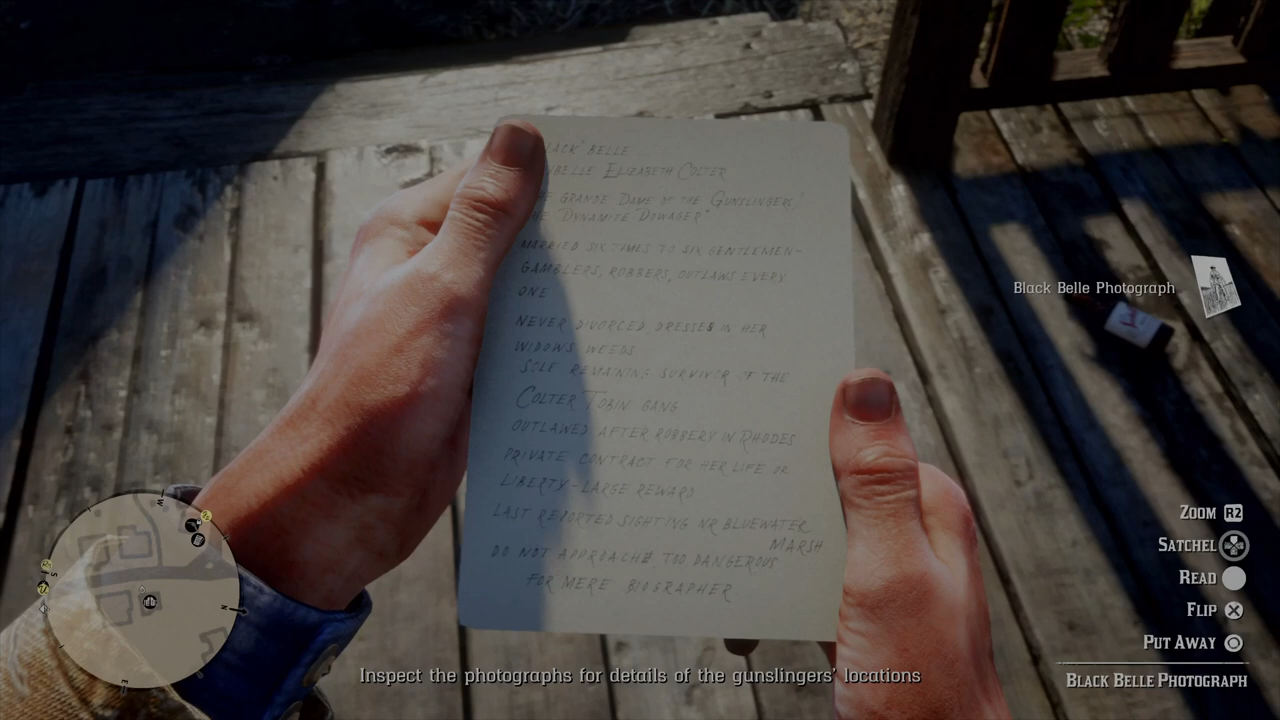 BELLE
ELIZABETH COLTER
GRANDE DAME OF THE GUNSLINGERS!
"DYNAMITE DOWAGER"
MARRIED SIX TIMES TO SIX GENTLEMEN-
GAMBLERS, ROBBERS, OUTLAWS EVERY
ONE
NEVER DIVORCED DRESSES IN HER
WIDOWS WEEDS
SOLE REMAINING SURVIVOR OF THE
COLTER TOBIN GANG
OUTLAWED AFTER ROBBERY IN RHODES
PRIVATE CONTRACT FOR HER LIFE OR
LIBERTY-LARGE REWARD
LAST REPORTED SIGHTING NR BLUEWATER
MARSH
DO NOT APPROACH TOO DANGEROUS
FOR MERE BIOGRAPHER
Black Belle Photograph
ZOOM R2
SATCHEL
READ
FLIP
PUT AWAY
BLACK BELLE PHOTOGRAPH
Inspect the photographs for details of the gunslingers' locations
W
S
N
E